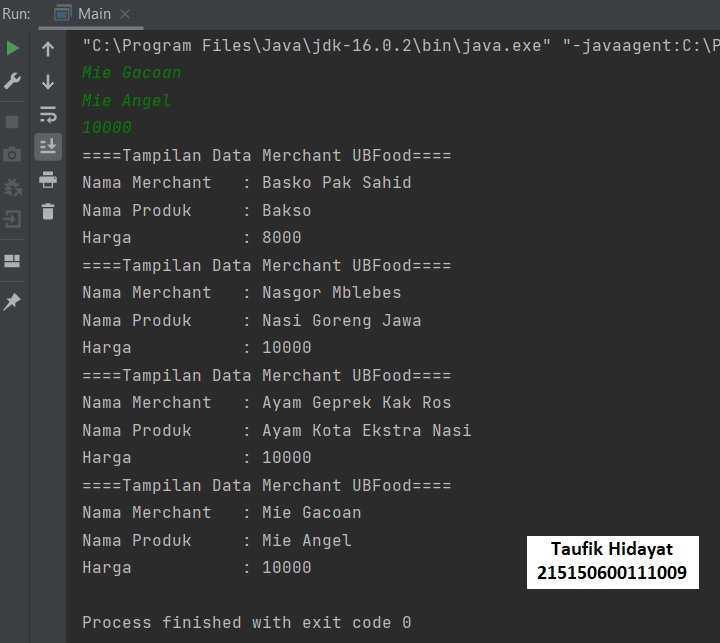 Run: Main
"C:\Program Files\Java\jdk-16.0.2\bin\java.exe" "-javaagent:C:\P
Mie Gacoan
Mie Angel
10000
====Tampilan Data Merchant UBFood====
Nama Merchant   : Basko Pak Sahid
Nama Produk     : Bakso
Harga           : 8000
====Tampilan Data Merchant UBFood====
Nama Merchant   : Nasgor Mblebes
Nama Produk     : Nasi Goreng Jawa
Harga           : 10000
====Tampilan Data Merchant UBFood====
Nama Merchant   : Ayam Geprek Kak Ros
Nama Produk     : Ayam Kota Ekstra Nasi
Harga           : 10000
====Tampilan Data Merchant UBFood====
Nama Merchant   : Mie Gacoan
Nama Produk     : Mie Angel
Harga           : 10000
Taufik Hidayat
215150600111009
Process finished with exit code 0